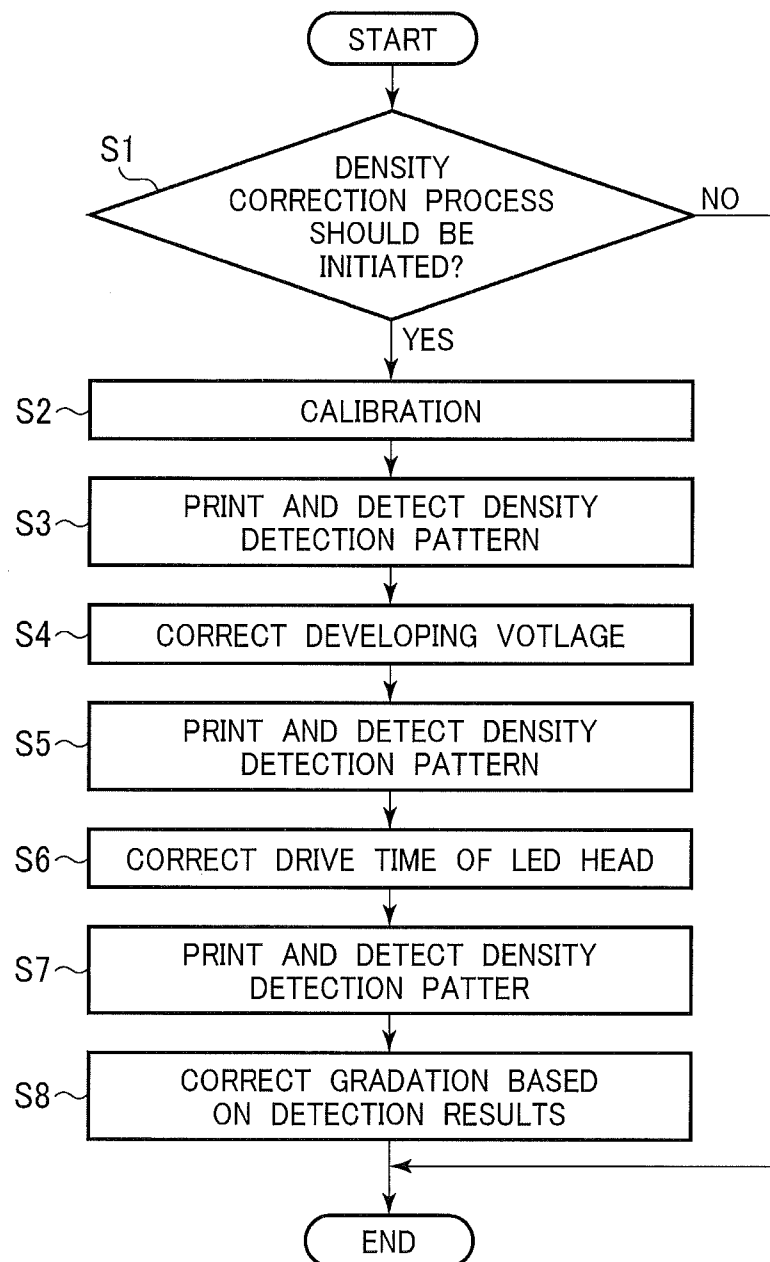 START
S1
DENSITY
CORRECTION PROCESS
SHOULD BE
INITIATED?
NO
YES
S2
CALIBRATION
S3
PRINT AND DETECT DENSITY
DETECTION PATTERN
S4
CORRECT DEVELOPING VOTLAGE
S5
PRINT AND DETECT DENSITY
DETECTION PATTERN
S6
CORRECT DRIVE TIME OF LED HEAD
S7
PRINT AND DETECT DENSITY
DETECTION PATTER
S8
CORRECT GRADATION BASED
ON DETECTION RESULTS
END